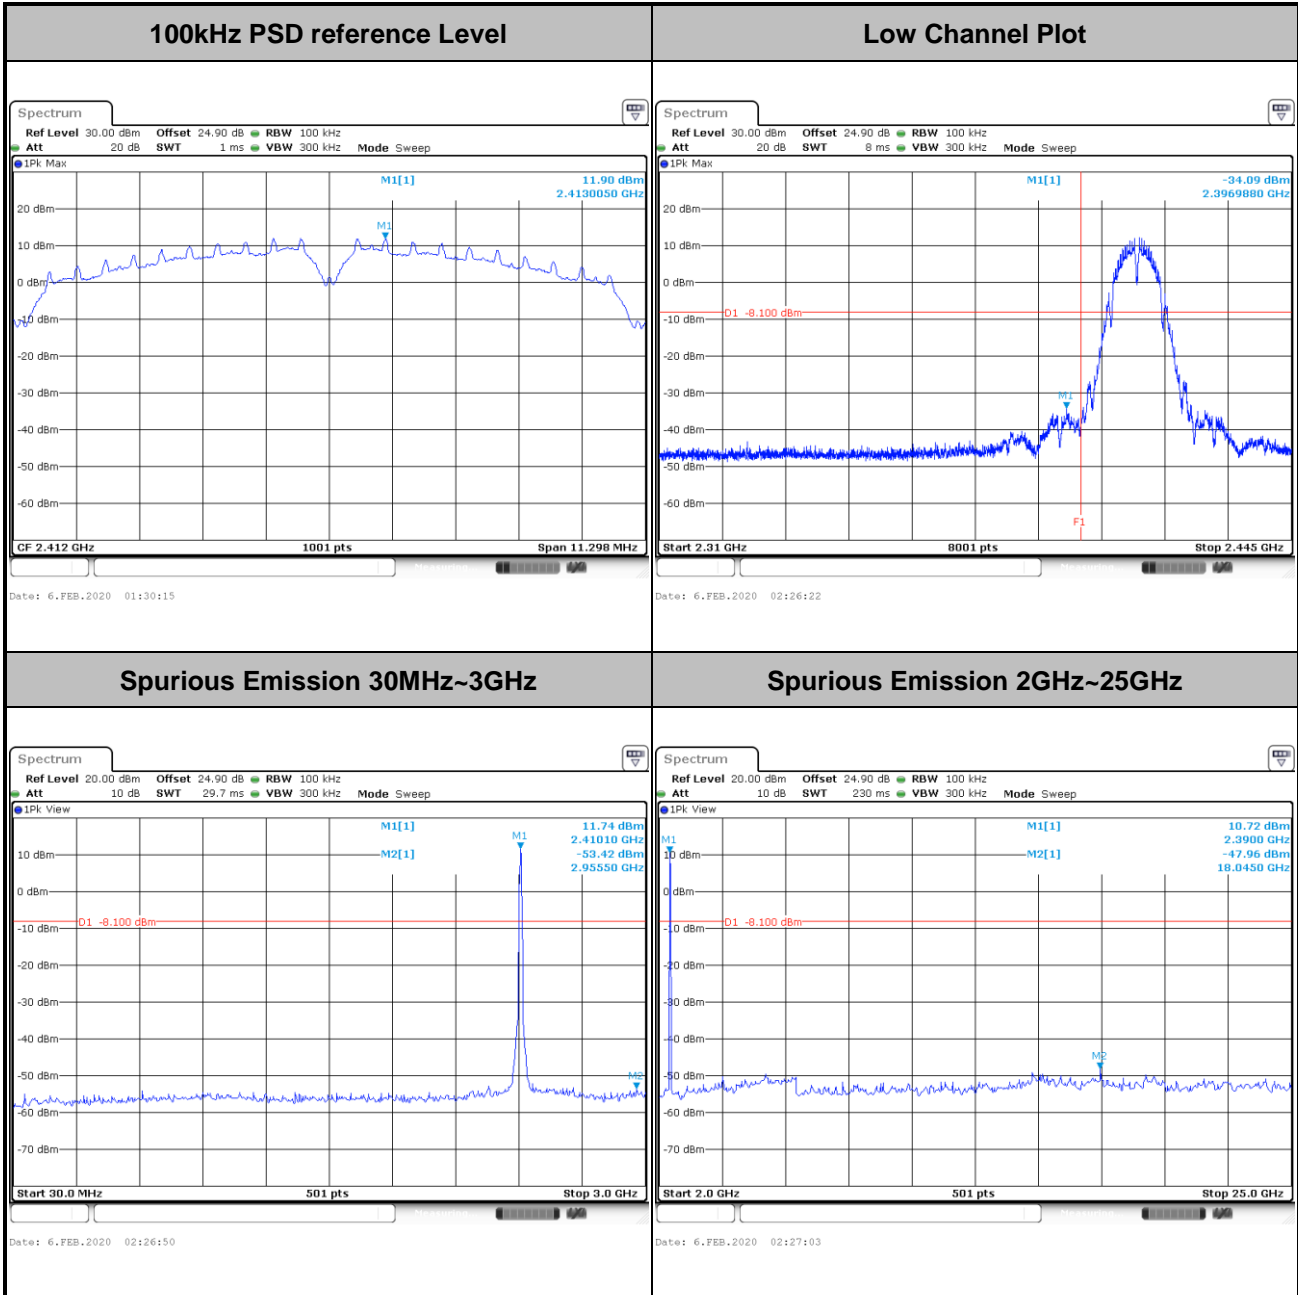 100kHz PSD reference Level
Spectrum
Ref Level 30.00 dBm Offset 24.90 dB RBW 100 kHz
Att 20 dB SWT 1 ms VBW 300 kHz Mode Sweep
1Pk Max
M1[1] 11.90 dBm
2.4130050 GHz
M1
20 dBm
10 dBm
0 dBm
-10 dBm
-20 dBm
-30 dBm
-40 dBm
-50 dBm
-60 dBm
CF 2.412 GHz 1001 pts Span 11.298 MHz
Measuring...
Date: 6.FEB.2020 01:30:15
Low Channel Plot
Spectrum
Ref Level 30.00 dBm Offset 24.90 dB RBW 100 kHz
Att 20 dB SWT 8 ms VBW 300 kHz Mode Sweep
1Pk Max
M1[1] -34.09 dBm
2.3969880 GHz
20 dBm
10 dBm
0 dBm
D1 -8.100 dBm
-10 dBm
-20 dBm
-30 dBm
M1
-40 dBm
-50 dBm
-60 dBm
F1
Start 2.31 GHz 8001 pts Stop 2.445 GHz
Measuring...
Date: 6.FEB.2020 02:26:22
Spurious Emission 30MHz~3GHz
Spectrum
Ref Level 20.00 dBm Offset 24.90 dB RBW 100 kHz
Att 10 dB SWT 29.7 ms VBW 300 kHz Mode Sweep
1Pk View
M1[1] 11.74 dBm
2.41010 GHz
M2[1] -53.42 dBm
2.95550 GHz
M1
10 dBm
0 dBm
D1 -8.100 dBm
-10 dBm
-20 dBm
-30 dBm
-40 dBm
-50 dBm
M2
-60 dBm
-70 dBm
Start 30.0 MHz 501 pts Stop 3.0 GHz
Measuring...
Date: 6.FEB.2020 02:26:50
Spurious Emission 2GHz~25GHz
Spectrum
Ref Level 20.00 dBm Offset 24.90 dB RBW 100 kHz
Att 10 dB SWT 230 ms VBW 300 kHz Mode Sweep
1Pk View
M1[1] 10.72 dBm
2.3900 GHz
M2[1] -47.96 dBm
18.0450 GHz
M1
10 dBm
0 dBm
D1 -8.100 dBm
-10 dBm
-20 dBm
-30 dBm
-40 dBm
M2
-50 dBm
-60 dBm
-70 dBm
Start 2.0 GHz 501 pts Stop 25.0 GHz
Measuring...
Date: 6.FEB.2020 02:27:03